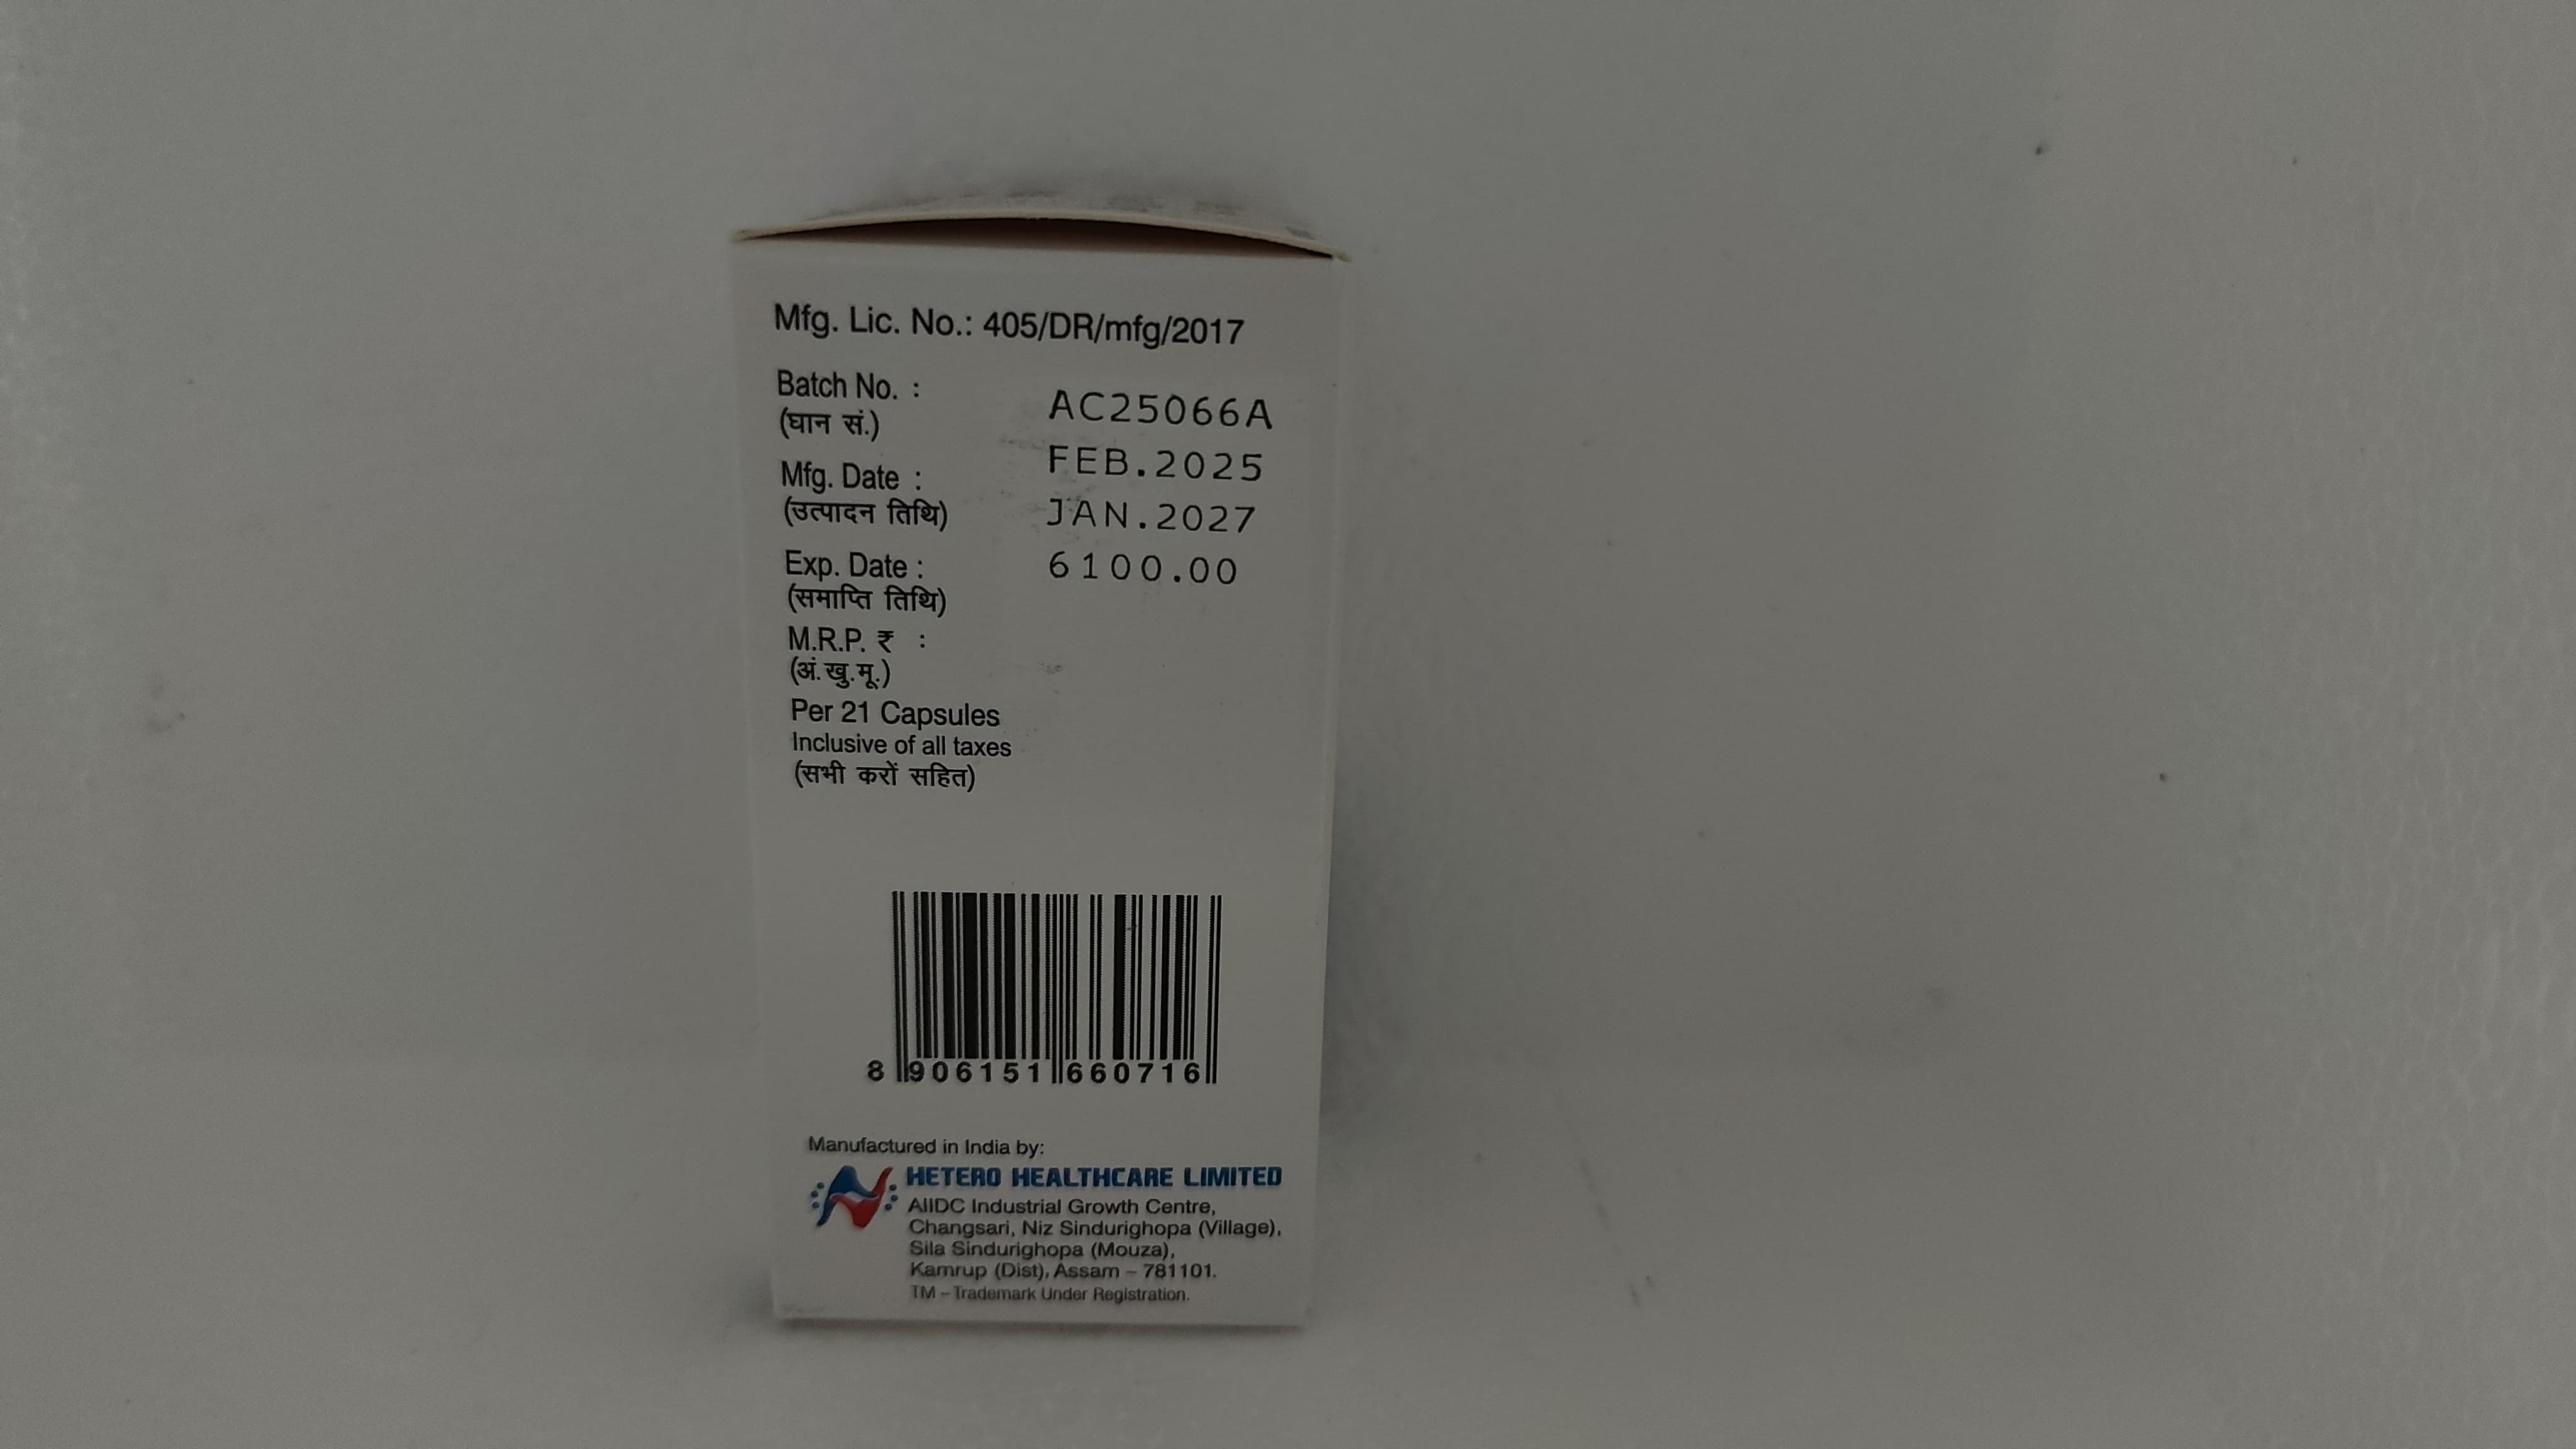 Mfg. Lic. No.: 405/DR/mfg/2017
Batch No. : AC25066A
(घान सं.)
Mfg. Date : FEB.2025
(उत्पादन तिथि) JAN.2027
Exp. Date : 6100.00
(समाप्ति तिथि)
M.R.P. ₹ :
(अं.खु.मू.)
Per 21 Capsules
Inclusive of all taxes
(सभी करों सहित)
8 906151 660716
Manufactured in India by:
HETERO HEALTHCARE LIMITED
AIIDC Industrial Growth Centre,
Changsari, Niz Sindurighopa (Village),
Sila Sindurighopa (Mouza),
Kamrup (Dist), Assam – 781101.
TM – Trademark Under Registration.